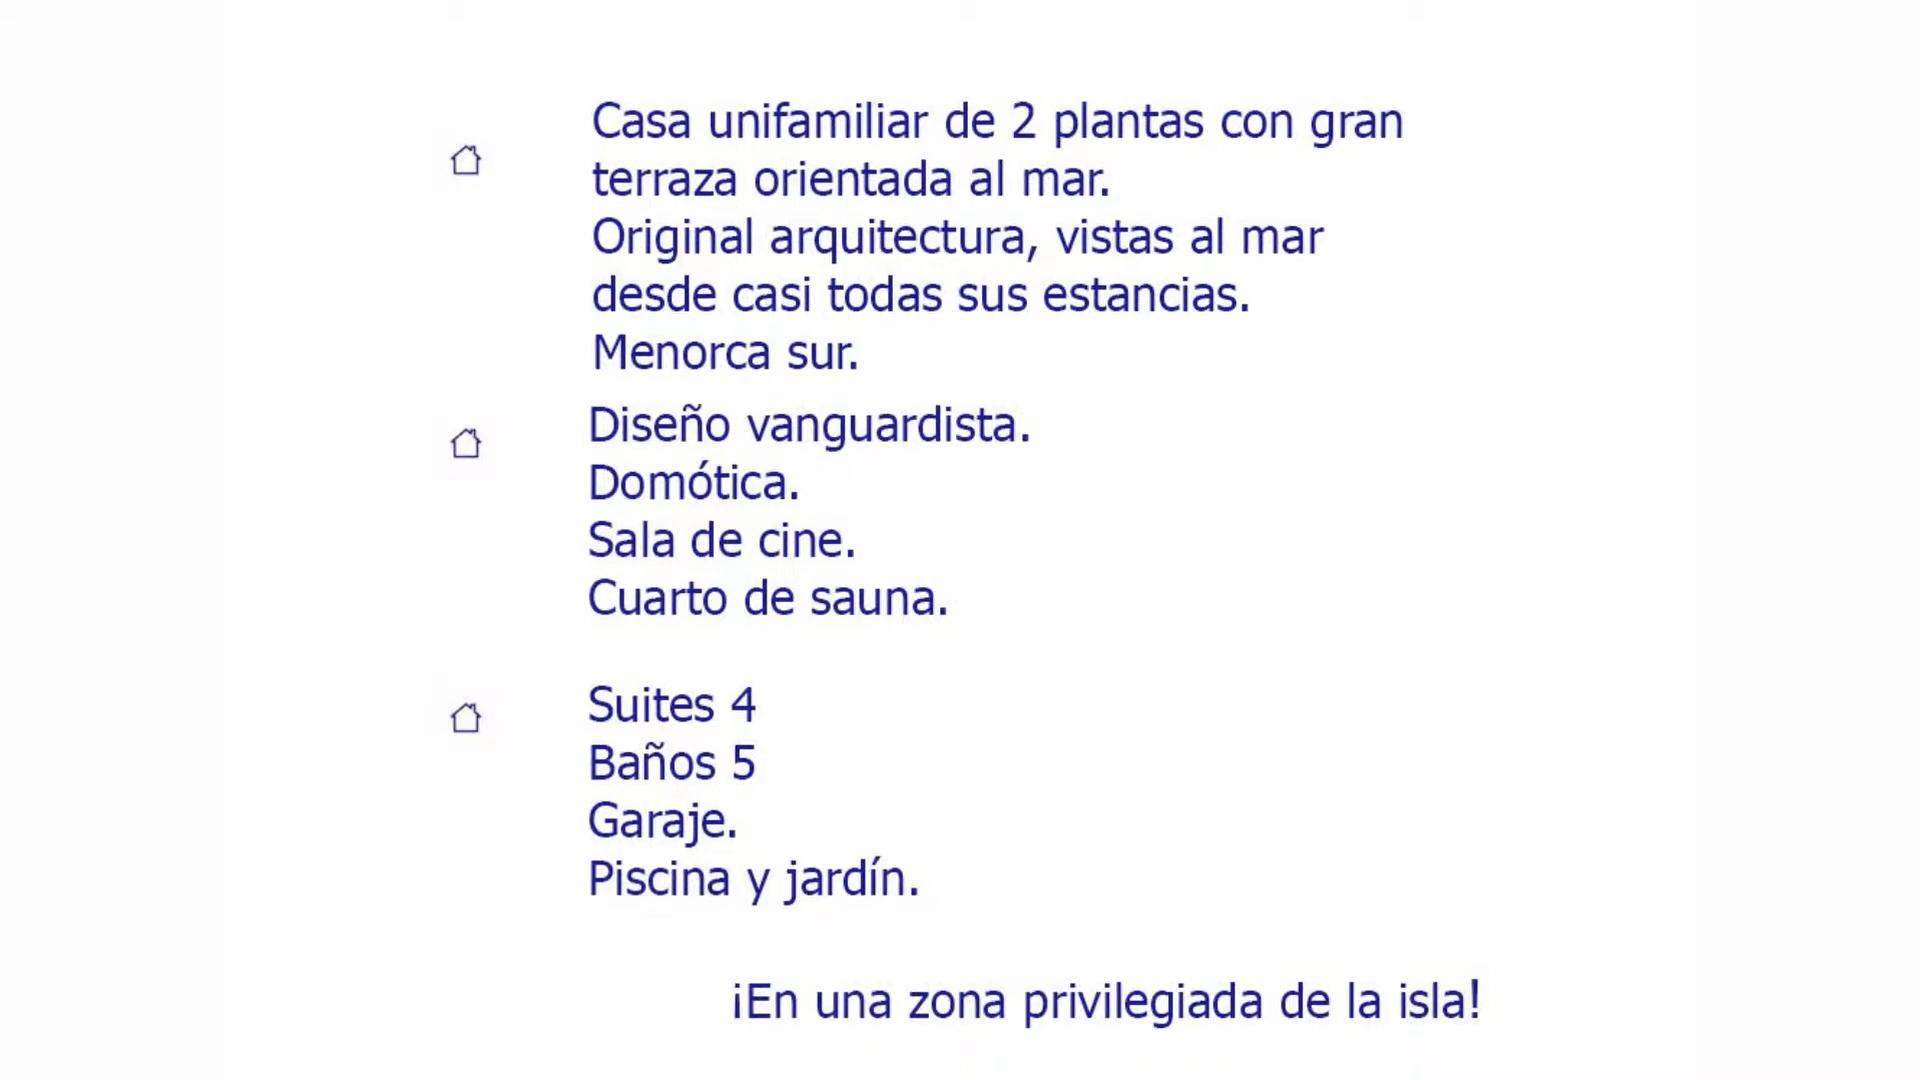 Casa unifamiliar de 2 plantas con gran
terraza orientada al mar.
Original arquitectura, vistas al mar
desde casi todas sus estancias.
Menorca sur.
Diseño vanguardista.
Domótica.
Sala de cine.
Cuarto de sauna.
Suites 4
Baños 5
Garaje.
Piscina y jardín.
¡En una zona privilegiada de la isla!